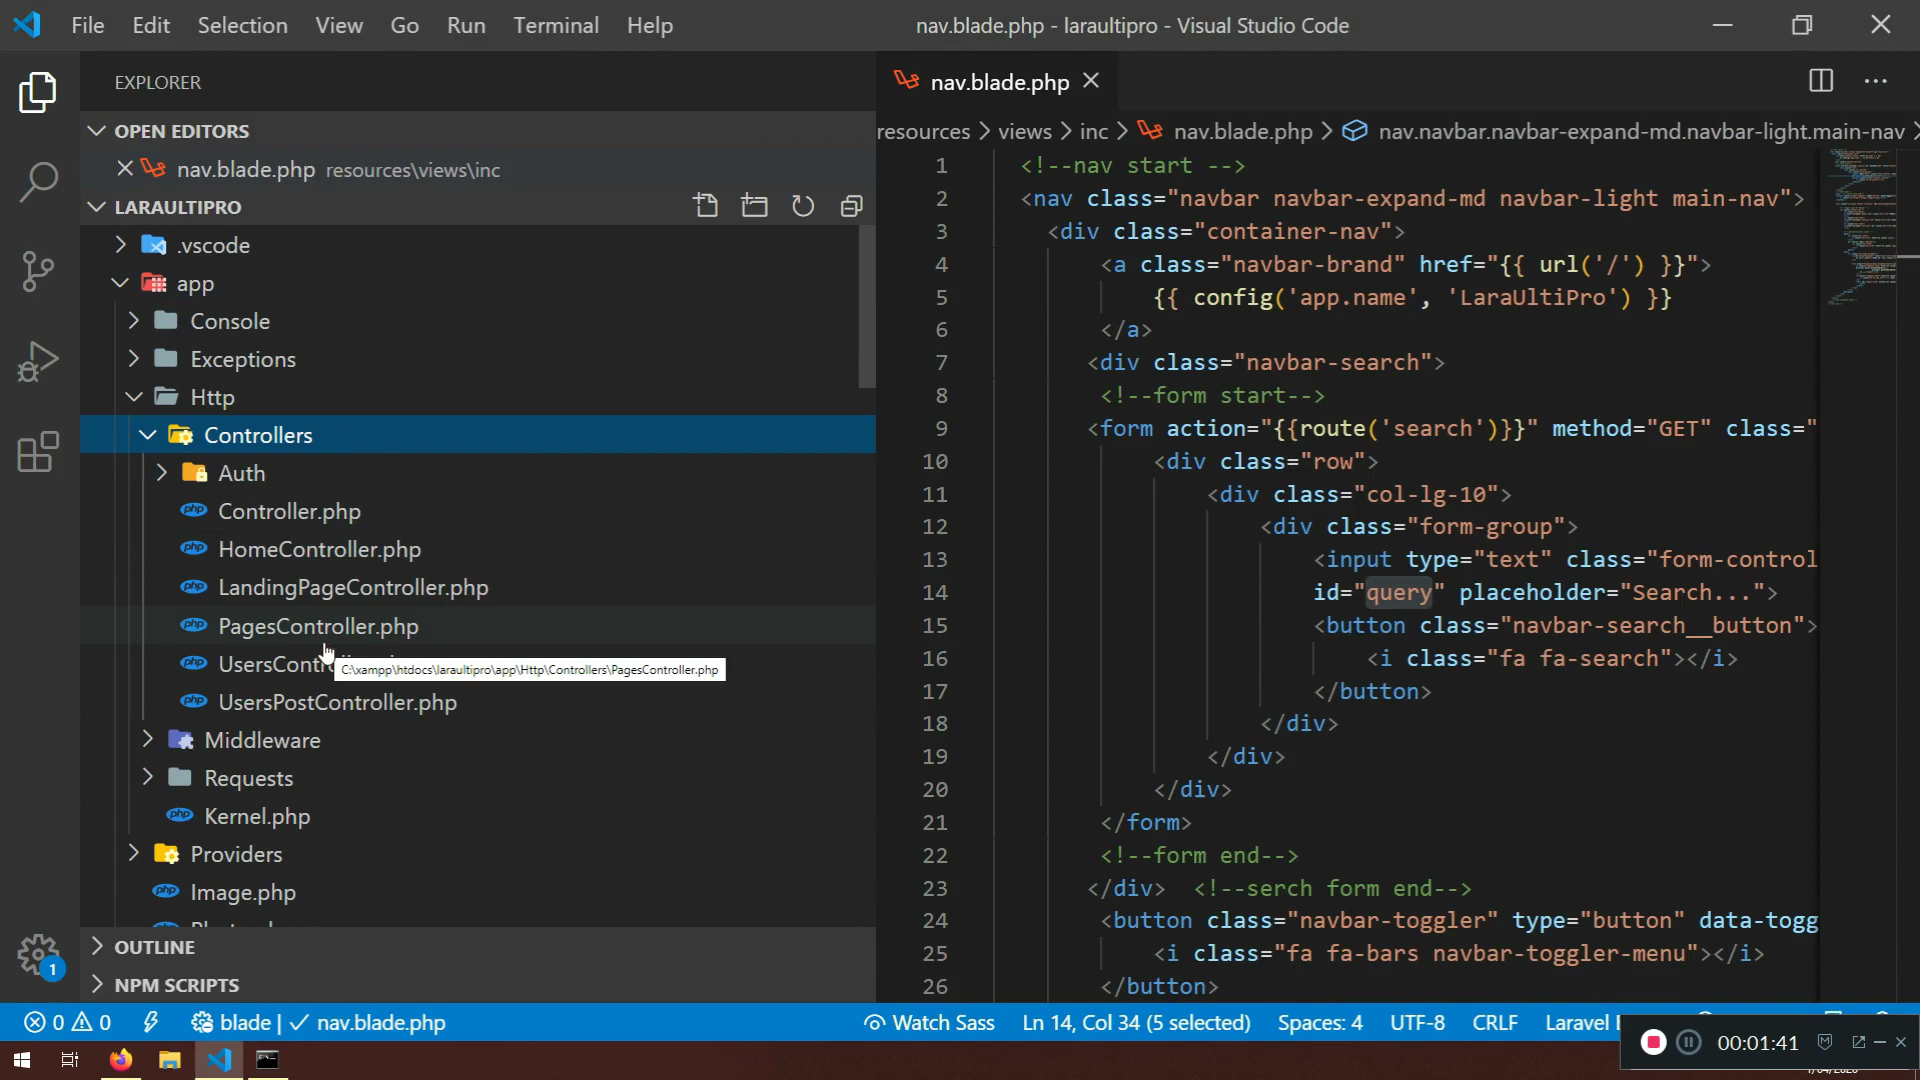 File Edit Selection View Go Run Terminal Help
nav.blade.php - laraultipro - Visual Studio Code
EXPLORER
OPEN EDITORS
nav.blade.php resources\views\inc
LARAULTIPRO
.vscode
app
Console
Exceptions
Http
Controllers
Auth
Controller.php
HomeController.php
LandingPageController.php
PagesController.php
C:\xampp\htdocs\laraultipro\app\Http\Controllers\PagesController.php
UsersPostController.php
Middleware
Requests
Kernel.php
Providers
Image.php
OUTLINE
NPM SCRIPTS
nav.blade.php
resources > views > inc > nav.blade.php > nav.navbar.navbar-expand-md.navbar-light.main-nav >
1 <!--nav start -->
2 <nav class="navbar navbar-expand-md navbar-light main-nav">
3 <div class="container-nav">
4 <a class="navbar-brand" href="{{ url('/') }}">
5 {{ config('app.name', 'LaraUltiPro') }}
6 </a>
7 <div class="navbar-search">
8 <!--form start-->
9 <form action="{{route('search')}}" method="GET" class="
10 <div class="row">
11 <div class="col-lg-10">
12 <div class="form-group">
13 <input type="text" class="form-control
14 id="query" placeholder="Search...">
15 <button class="navbar-search__button">
16 <i class="fa fa-search"></i>
17 </button>
18 </div>
19 </div>
20 </div>
21 </form>
22 <!--form end-->
23 </div> <!--serch form end-->
24 <button class="navbar-toggler" type="button" data-togg
25 <i class="fa fa-bars navbar-toggler-menu"></i>
26 </button>
1
0 0 blade | nav.blade.php Watch Sass Ln 14, Col 34 (5 selected) Spaces: 4 UTF-8 CRLF Laravel
00:01:41